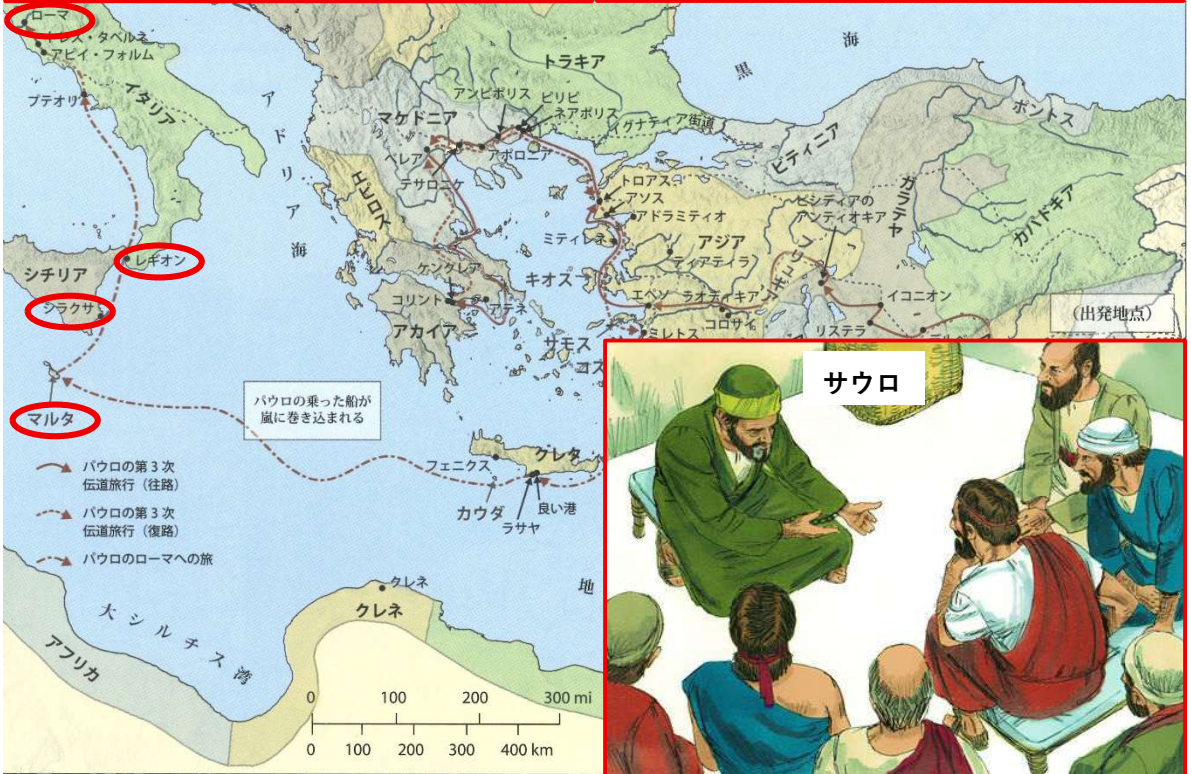 ローマ
トレス・タベルネ
アピイ・フォルム
プテオリ
イタリア
アドリア海
レギオン
シチリア
シラクサ
マルタ
トラキア
黒海
アンピポリス
ピリピ
ネアポリス
イグナティア街道
マケドニア
ベレア
アポロニア
テサロニケ
エピロス
ケンクレア
コリント
アテネ
アカイア
ビティニア
ポントス
ガラテヤ
カパドキア
トロアス
アソス
アドラミティオ
ミティレネ
アジア
ティアティラ
ピシディアの
アンティオキア
フリュギア
キオス
エペソ
ラオディキア
コロサイ
イコニオン
リステラ
ミレトス
サモス
コス
(出発地点)
パウロの乗った船が
嵐に巻き込まれる
クレタ
フェニクス
カウダ
良い港
ラサヤ
パウロの第3次
伝道旅行(往路)
パウロの第3次
伝道旅行(復路)
パウロのローマへの旅
地
クレネ
クレネ
大シルチス湾
アフリカ
0 100 200 300 mi
0 100 200 300 400 km
サウロ